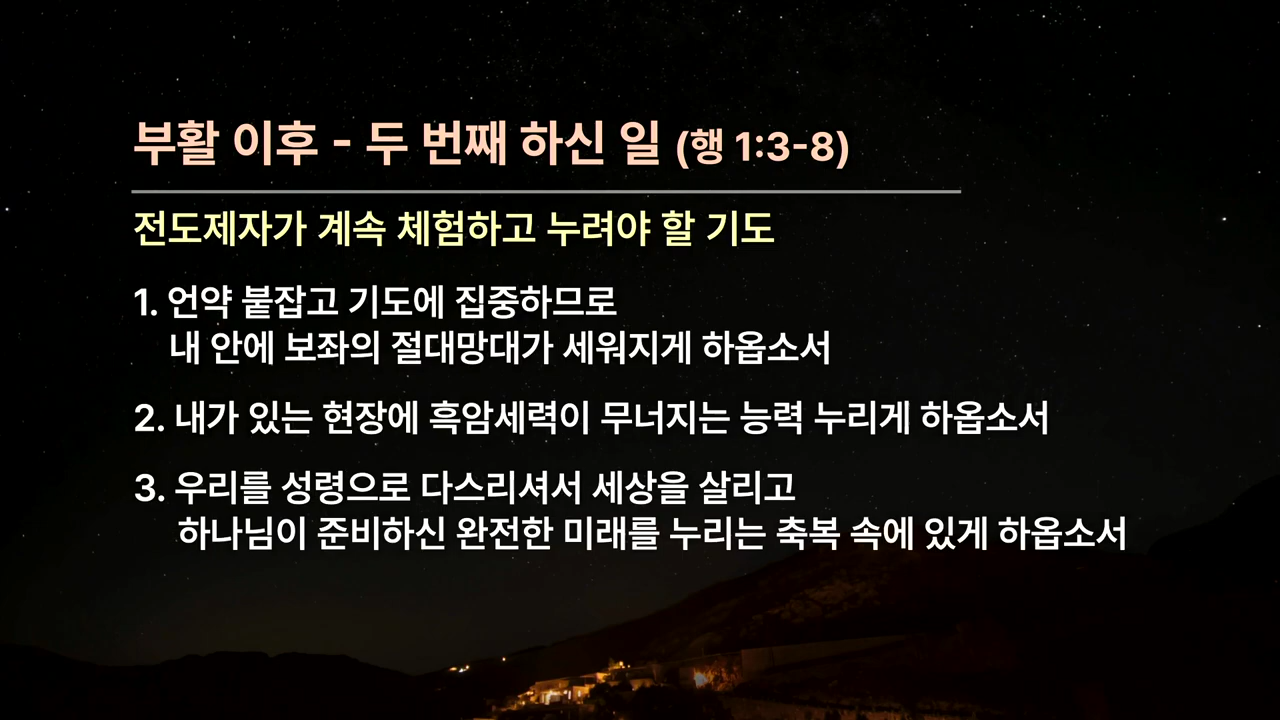 부활 이후 - 두 번째 하신 일 (행 1:3-8)
전도제자가 계속 체험하고 누려야 할 기도
1. 언약 붙잡고 기도에 집중하므로
내 안에 보좌의 절대망대가 세워지게 하옵소서
2. 내가 있는 현장에 흑암세력이 무너지는 능력 누리게 하옵소서
3. 우리를 성령으로 다스리셔서 세상을 살리고
하나님이 준비하신 완전한 미래를 누리는 축복 속에 있게 하옵소서